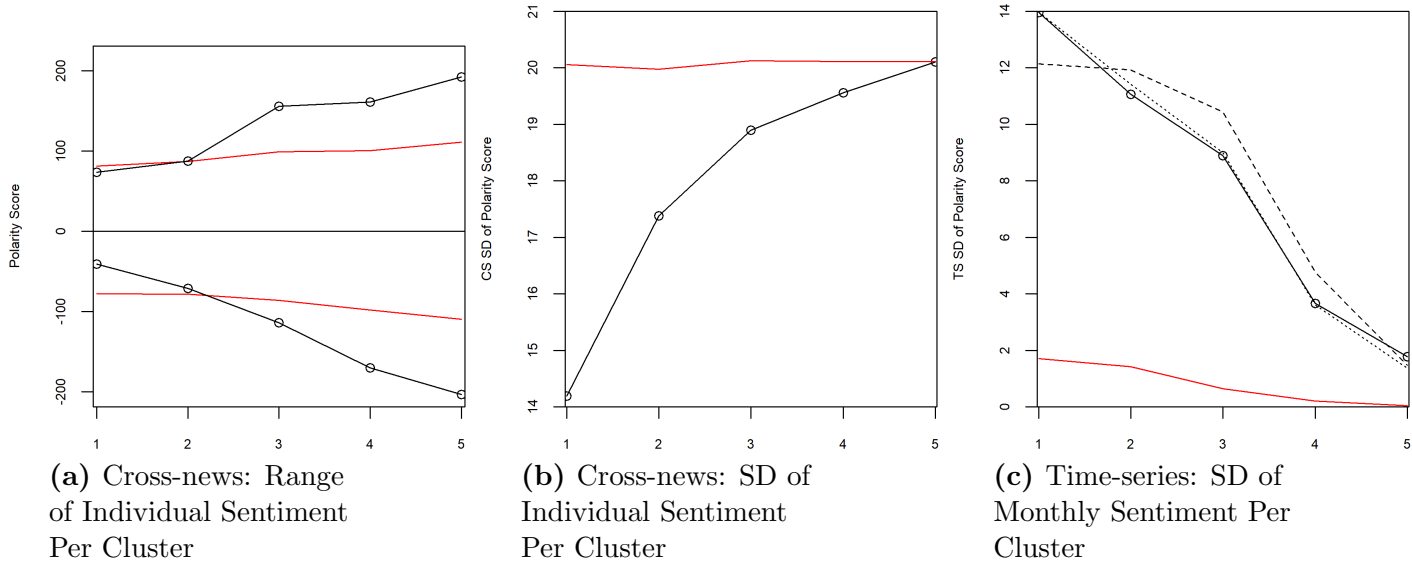 Polarity Score
200
100
0
-100
-200
1 2 3 4 5
(a) Cross-news: Range
of Individual Sentiment
Per Cluster
CS SD of Polarity Score
21
20
19
18
17
16
15
14
1 2 3 4 5
(b) Cross-news: SD of
Individual Sentiment
Per Cluster
TS SD of Polarity Score
14
12
10
8
6
4
2
0
1 2 3 4 5
(c) Time-series: SD of
Monthly Sentiment Per
Cluster